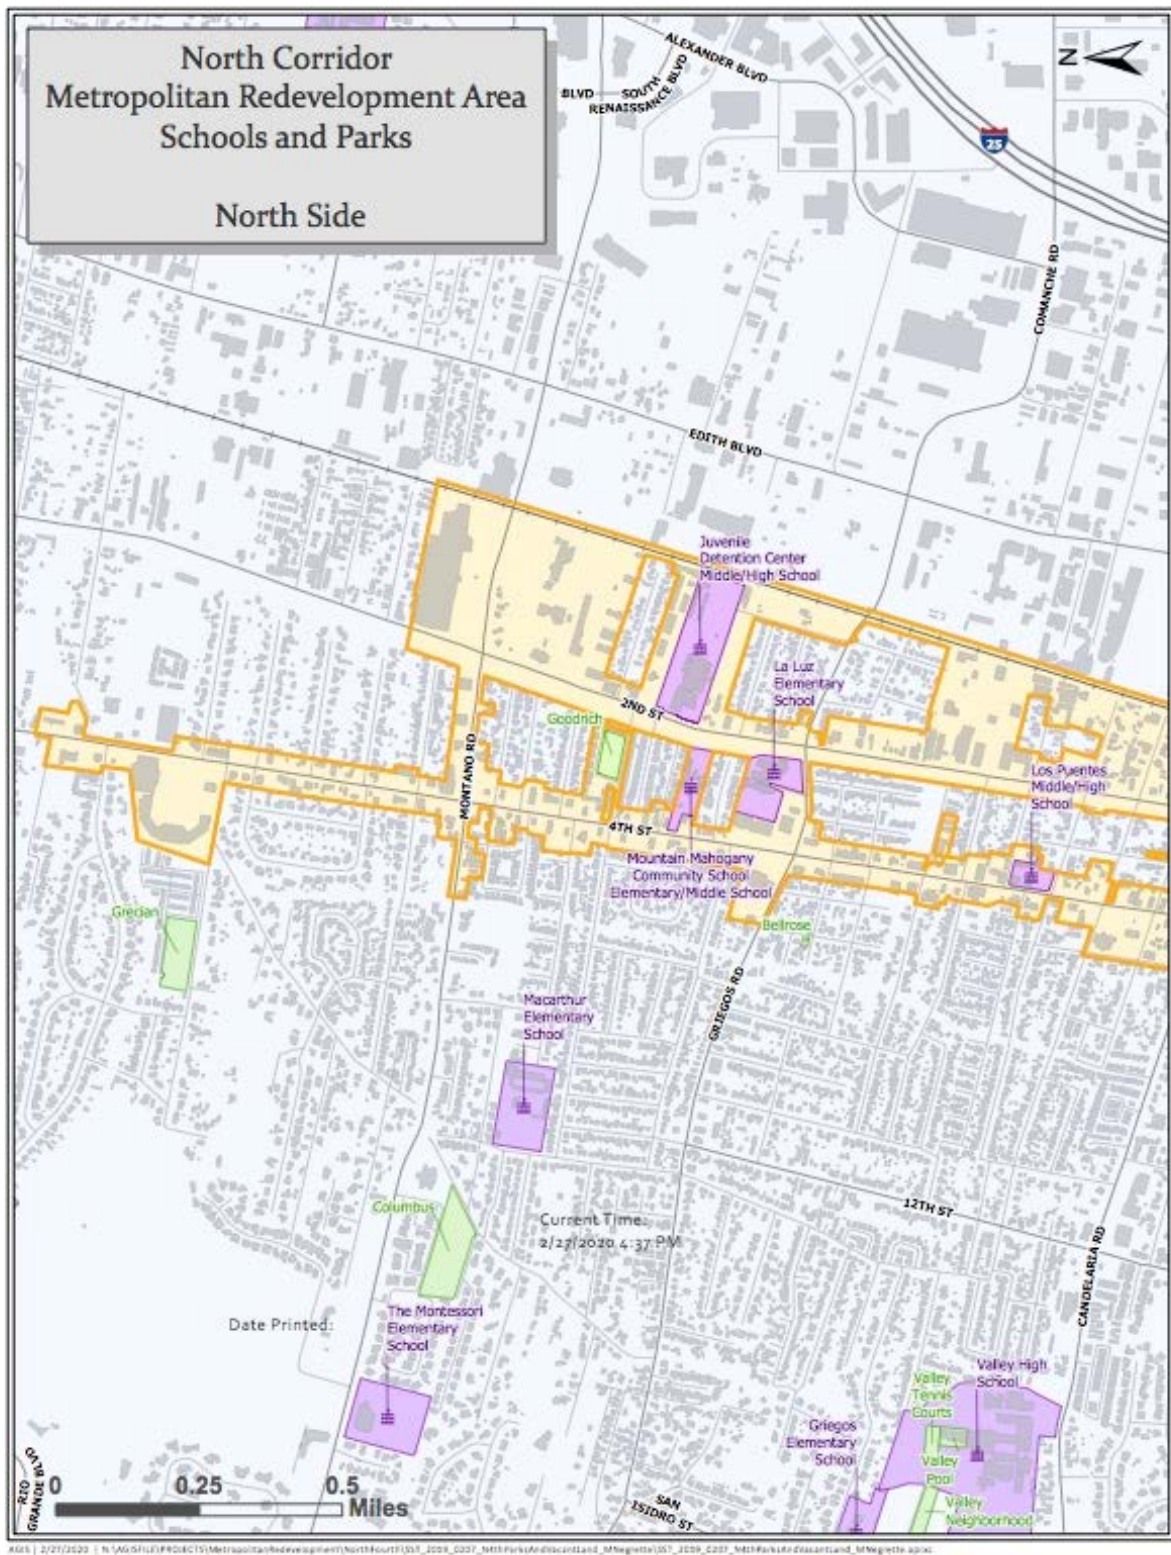 North Corridor
Metropolitan Redevelopment Area
Schools and Parks
North Side
ALEXANDER BLVD
BLVD
SOUTH
RENAISSANCE BLVD
N
25
COMANCHE RD
EDITH BLVD
Juvenile
Detention Center
Middle/High School
La Luz
Elementary
School
2ND ST
Goodrich
MONTANO RD
Los Puentes
Middle/High
School
4TH ST
Mountain Mahogany
Community School
Elementary/Middle School
Grecian
Bellrose
GRIEGOS RD
Macarthur
Elementary
School
Columbus
Current Time:
2/27/2020 4:37 PM
12TH ST
CANDELARIA RD
The Montessori
Elementary
School
Date Printed:
Valley High
School
Valley
Tennis
Courts
Griegos
Elementary
School
Valley
Pool
Valley
Neighborhood
SAN
ISIDRO ST
RIO
GRANDE BLVD
0 0.25 0.5
Miles
AGIS | 2/27/2020 |